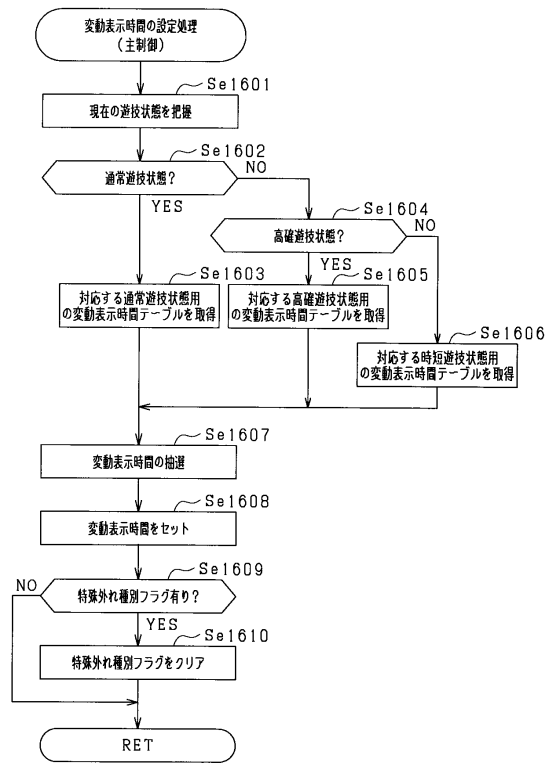 変動表示時間の設定処理
(主制御)
Se1601
現在の遊技状態を把握
Se1602
通常遊技状態?
NO
YES
Se1604
高確遊技状態?
NO
YES
Se1603
対応する通常遊技状態用
の変動表示時間テーブルを取得
Se1605
対応する高確遊技状態用
の変動表示時間テーブルを取得
Se1606
対応する時短遊技状態用
の変動表示時間テーブルを取得
Se1607
変動表示時間の抽選
Se1608
変動表示時間をセット
Se1609
特殊外れ種別フラグ有り?
NO
YES
Se1610
特殊外れ種別フラグをクリア
RET